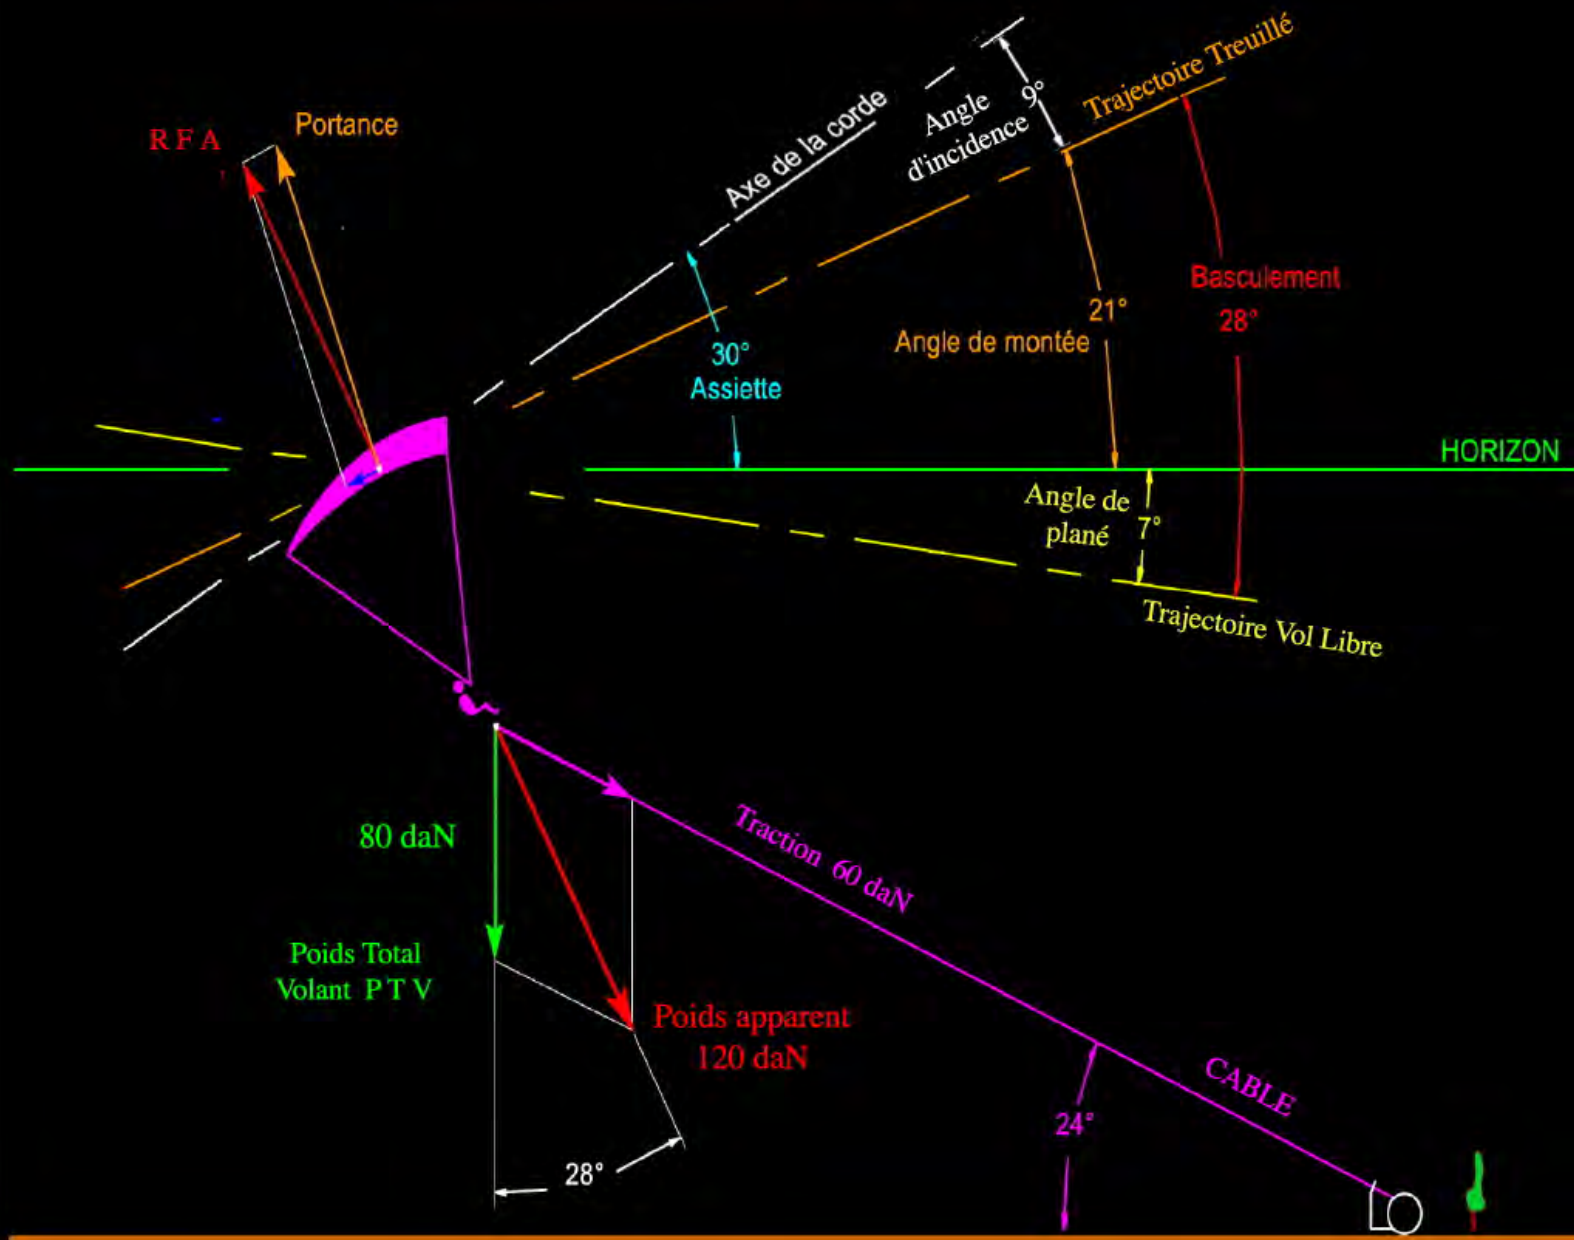 R F A
Portance
Axe de la corde
Angle
d'incidence
9°
Trajectoire Treuillé
30°
Assiette
Angle de montée
21°
Basculement
28°
HORIZON
Angle de
plané
7°
Trajectoire Vol Libre
80 daN
Poids Total
Volant P T V
Traction 60 daN
Poids apparent
120 daN
CABLE
24°
28°